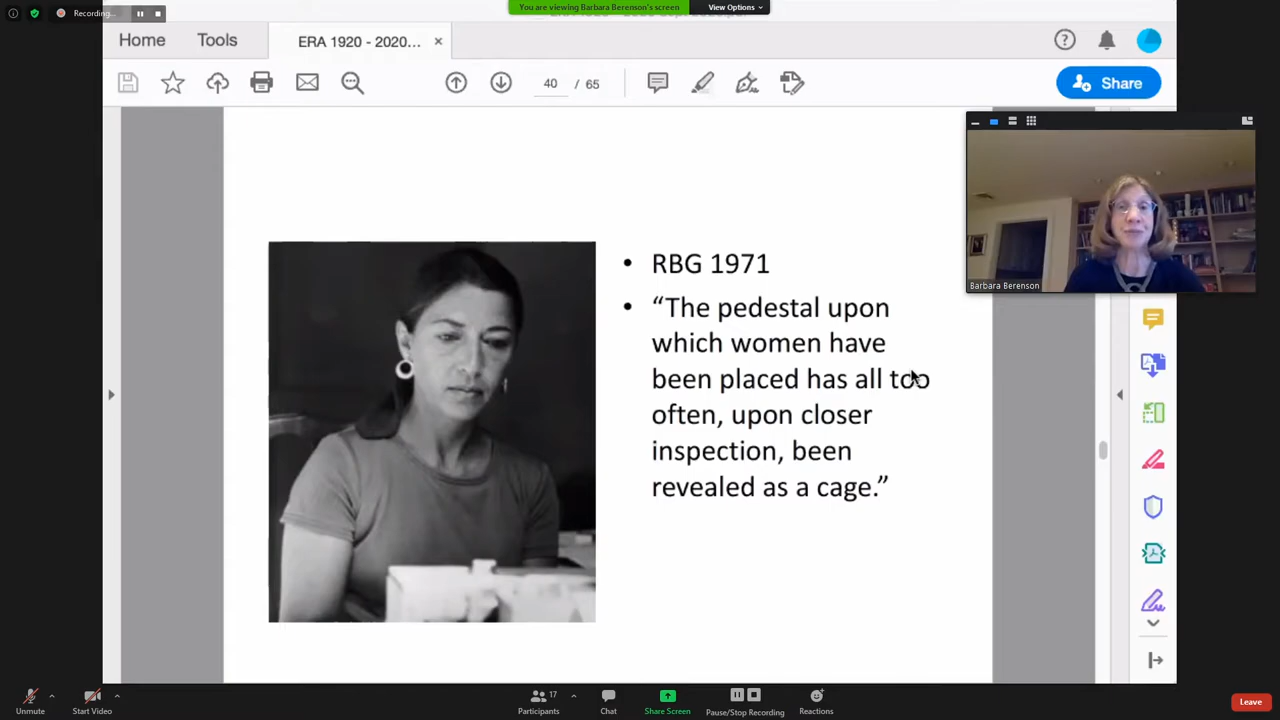 Recording...
You are viewing Barbara Berenson's screen
View Options
Home
Tools
ERA 1920 - 2020...
40 / 65
Share
Barbara Berenson
• RBG 1971
• “The pedestal upon
which women have
been placed has all too
often, upon closer
inspection, been
revealed as a cage.”
Unmute
Start Video
Participants
17
Chat
Share Screen
Pause/Stop Recording
Reactions
Leave